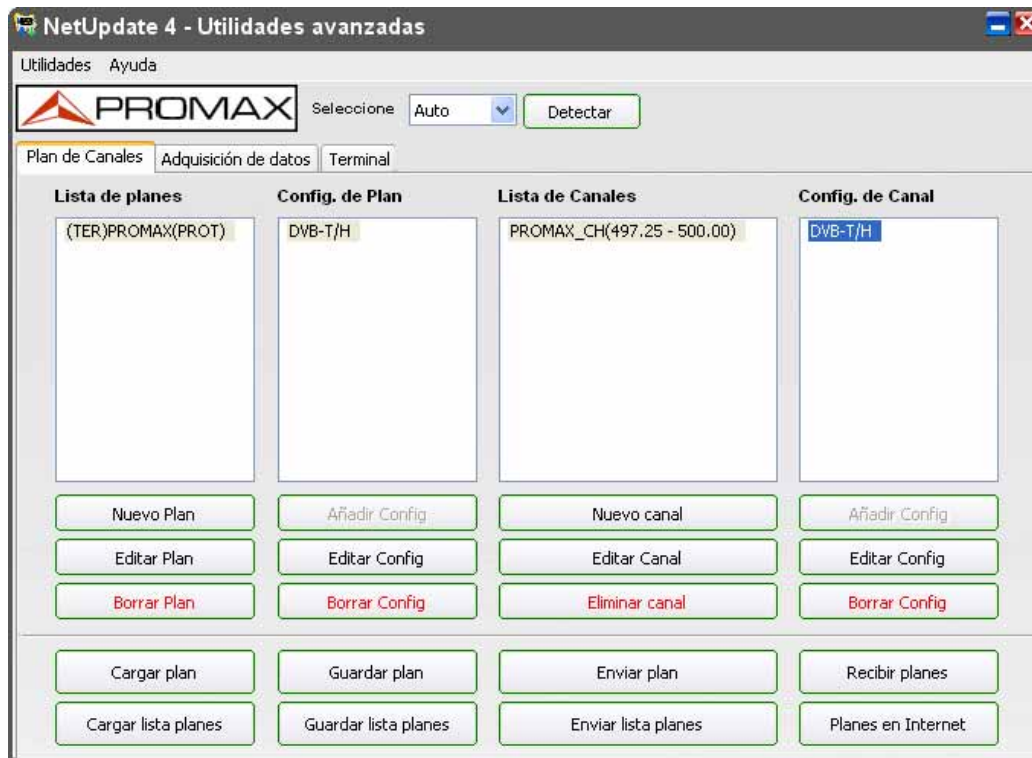 NetUpdate 4 - Utilidades avanzadas
Utilidades Ayuda
PROMAX Seleccione Auto Detectar
Plan de Canales Adquisición de datos Terminal
Lista de planes Config. de Plan Lista de Canales Config. de Canal
(TER)PROMAX(PROT) DVB-T/H PROMAX_CH(497.25 - 500.00) DVB-T/H
Nuevo Plan Añadir Config Nuevo canal Añadir Config
Editar Plan Editar Config Editar Canal Editar Config
Borrar Plan Borrar Config Eliminar canal Borrar Config
Cargar plan Guardar plan Enviar plan Recibir planes
Cargar lista planes Guardar lista planes Enviar lista planes Planes en Internet